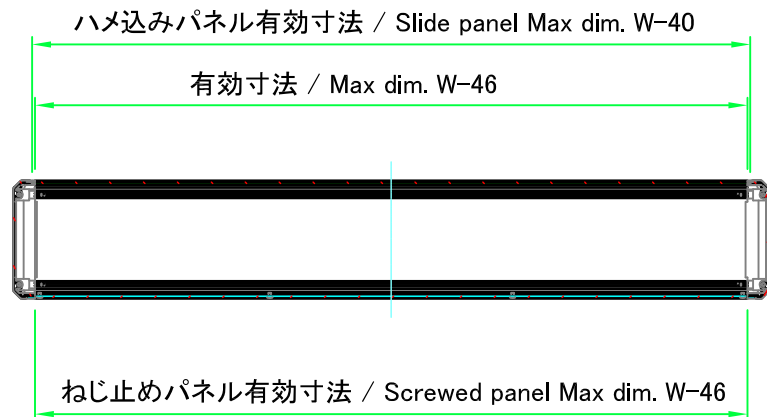 ハメ込みパネル有効寸法 / Slide panel Max dim. W-40
有効寸法 / Max dim. W-46
ねじ止めパネル有効寸法 / Screwed panel Max dim. W-46